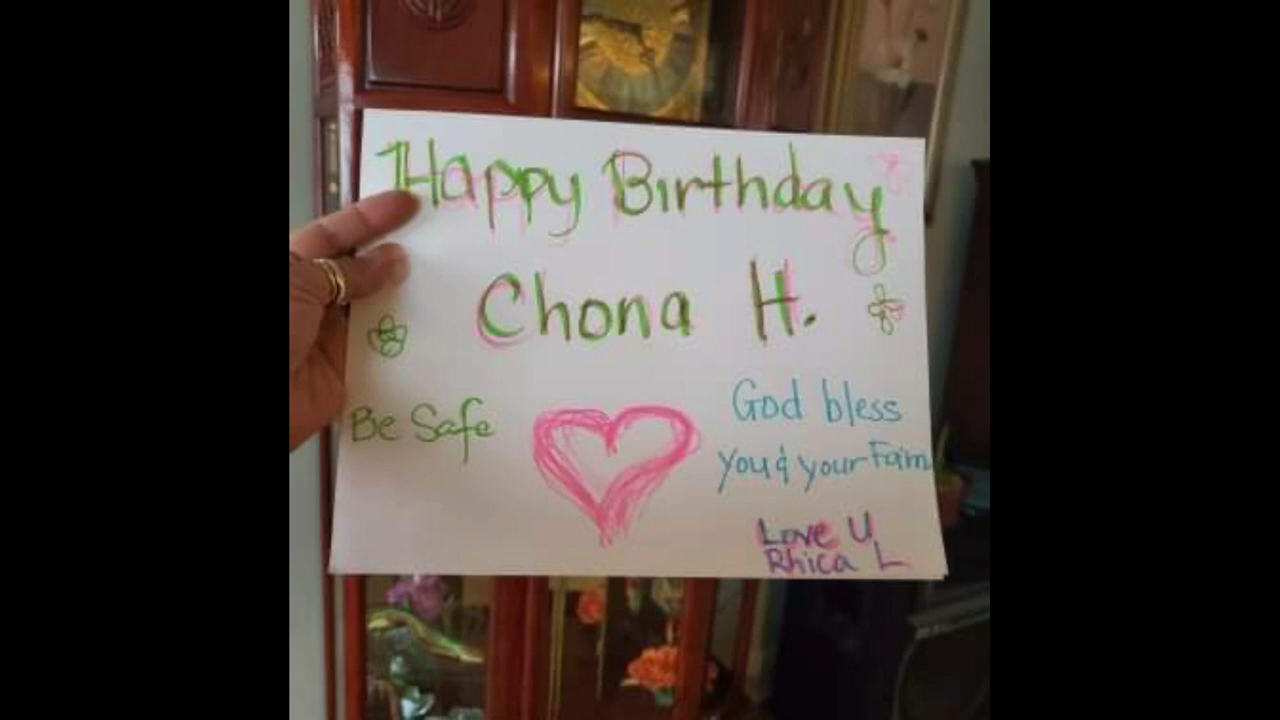 Happy Birthday
Chona H.
Be Safe
God bless
you & your Fam
Love U
Rhica L